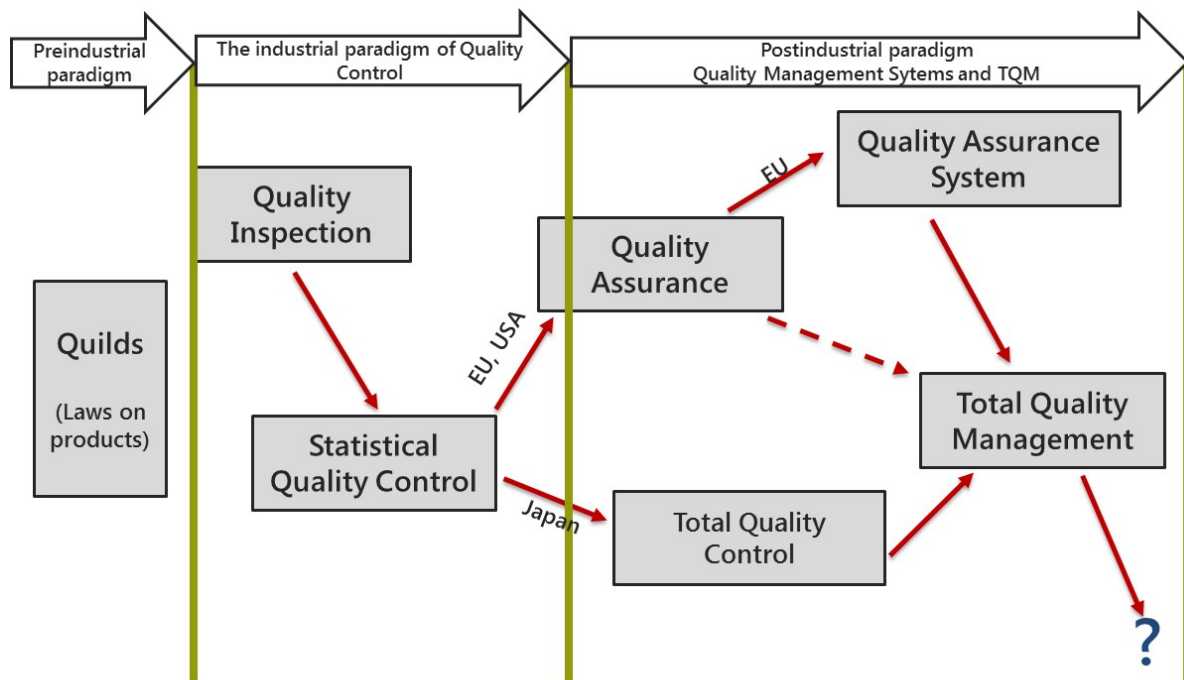 Preindustrial
paradigm
The industrial paradigm of Quality
Control
Postindustrial paradigm
Quality Management Sytems and TQM
Quality Assurance
System
EU
Quality
Inspection
Quality
Assurance
Quilds
(Laws on
products)
EU, USA
Total Quality
Management
Statistical
Quality Control
Japan
Total Quality
Control
?